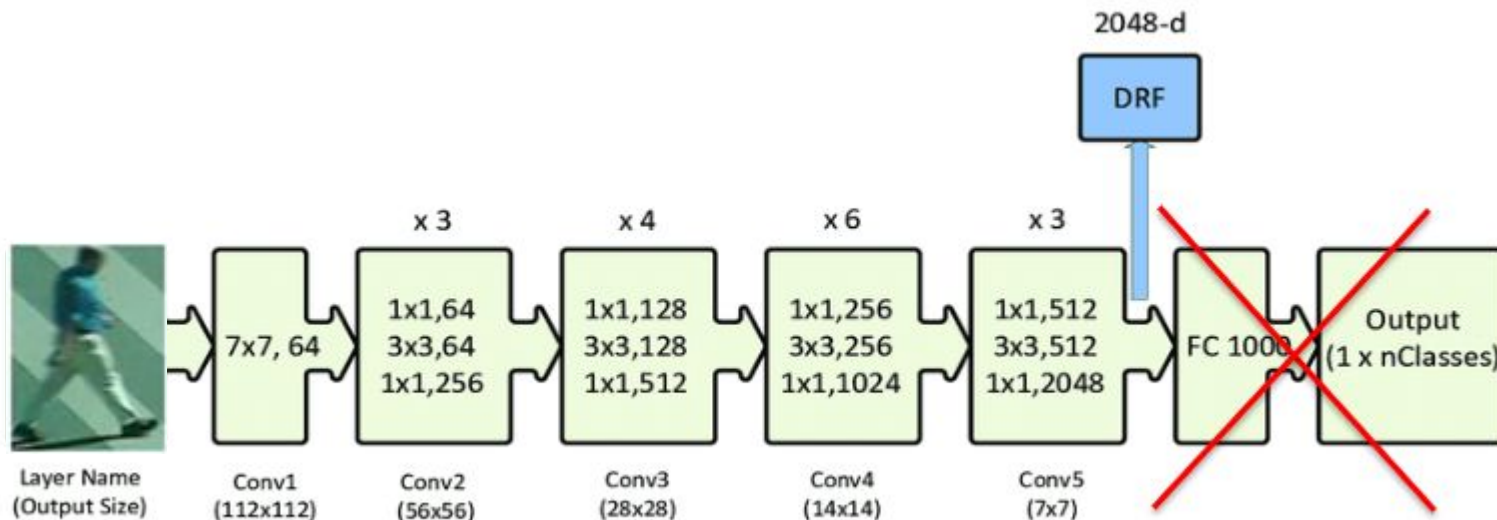 2048-d
DRF
x 3
x 4
x 6
x 3
7x7, 64
1x1,64
3x3,64
1x1,256
1x1,128
3x3,128
1x1,512
1x1,256
3x3,256
1x1,1024
1x1,512
3x3,512
1x1,2048
FC 1000
Output
(1 x nClasses)
Layer Name
(Output Size)
Conv1
(112x112)
Conv2
(56x56)
Conv3
(28x28)
Conv4
(14x14)
Conv5
(7x7)